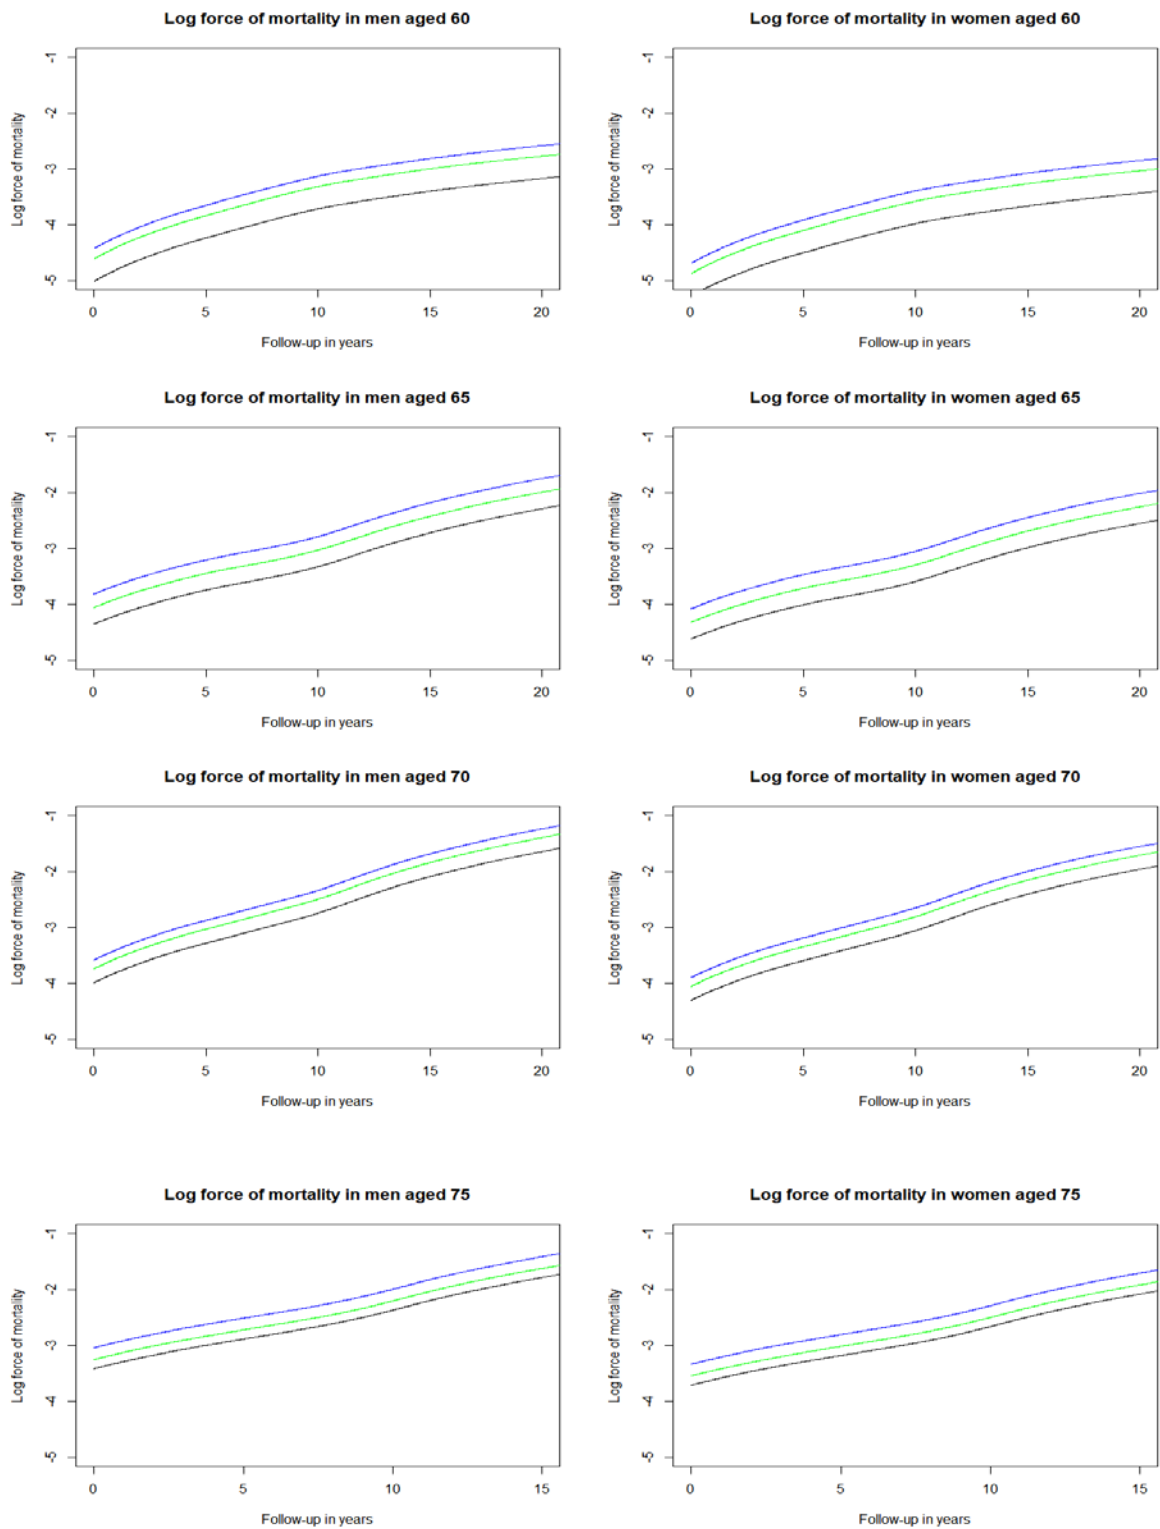 Log force of mortality in men aged 60
Log force of mortality in women aged 60
Log force of mortality
-1
-2
-3
-4
-5
0 5 10 15 20
Follow-up in years
Log force of mortality
-1
-2
-3
-4
-5
0 5 10 15 20
Follow-up in years
Log force of mortality in men aged 65
Log force of mortality in women aged 65
Log force of mortality
-1
-2
-3
-4
-5
0 5 10 15 20
Follow-up in years
Log force of mortality
-1
-2
-3
-4
-5
0 5 10 15 20
Follow-up in years
Log force of mortality in men aged 70
Log force of mortality in women aged 70
Log force of mortality
-1
-2
-3
-4
-5
0 5 10 15 20
Follow-up in years
Log force of mortality
-1
-2
-3
-4
-5
0 5 10 15 20
Follow-up in years
Log force of mortality in men aged 75
Log force of mortality in women aged 75
Log force of mortality
-1
-2
-3
-4
-5
0 5 10 15
Follow-up in years
Log force of mortality
-1
-2
-3
-4
-5
0 5 10 15
Follow-up in years